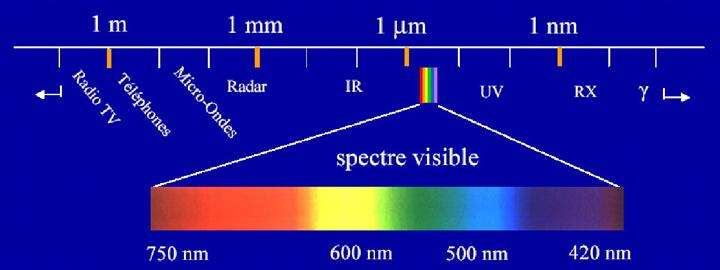 1 m 1 mm 1 μm 1 nm
Radio TV
Téléphones
Micro-Ondes
Radar
IR
UV
RX
γ
spectre visible
750 nm 600 nm 500 nm 420 nm